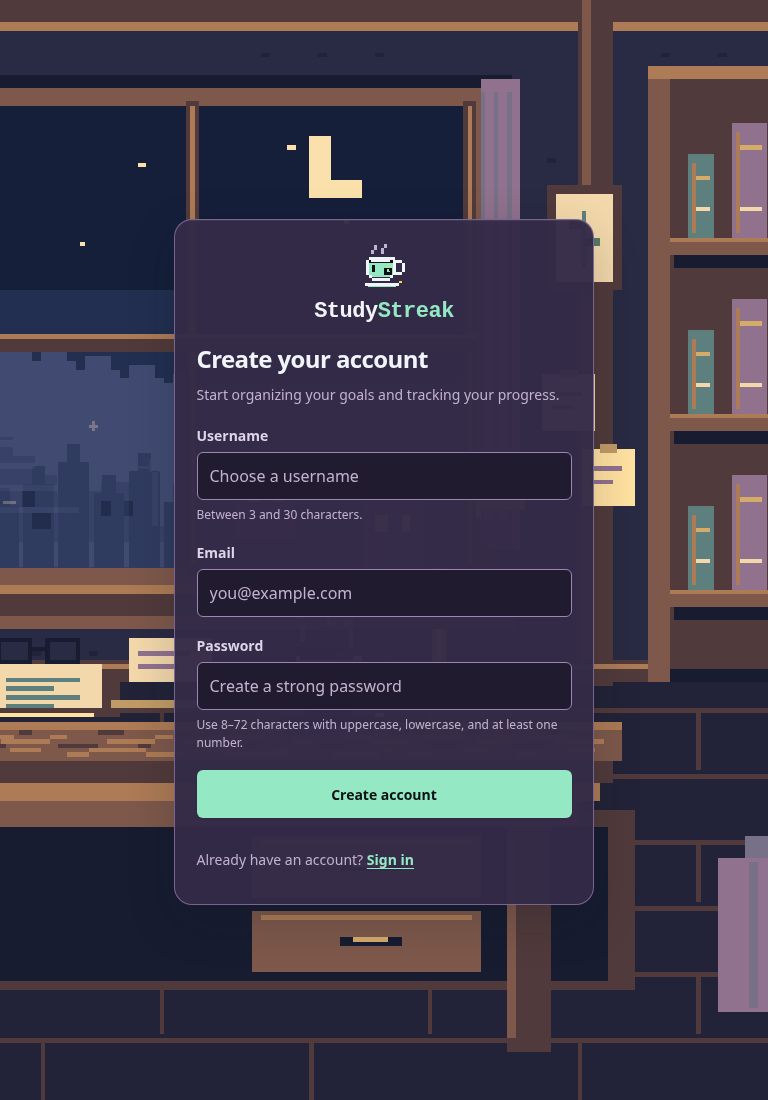 StudyStreak
Create your account
Start organizing your goals and tracking your progress.
Username
Choose a username
Between 3 and 30 characters.
Email
you@example.com
Password
Create a strong password
Use 8–72 characters with uppercase, lowercase, and at least one
number.
Create account
Already have an account? Sign in